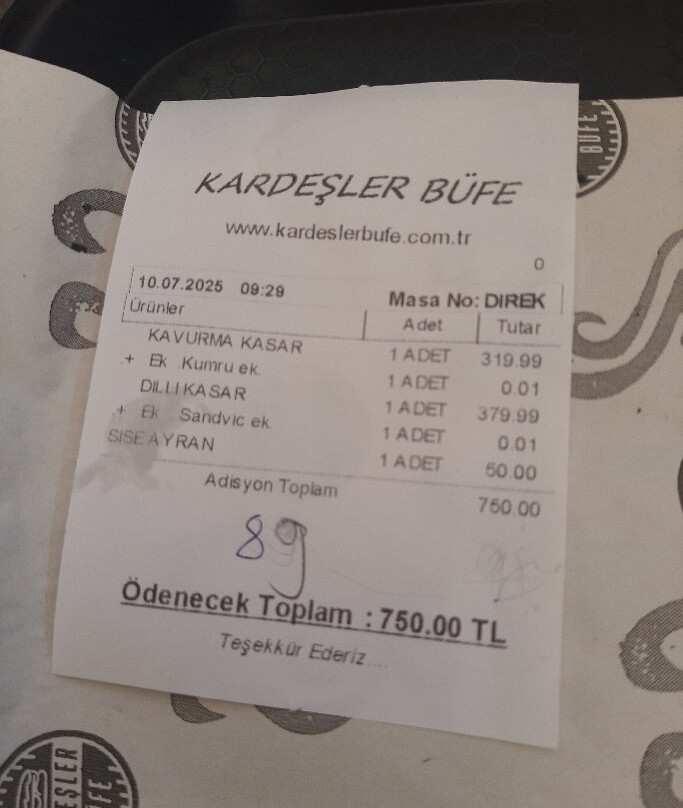 KARDEŞLER BÜFE
www.kardeslerbufe.com.tr
0
10.07.2025 09:29 Masa No: DIREK
Ürünler Adet Tutar
KAVURMA KASAR 1 ADET 319.99
+ Ek Kumru ek 1 ADET 0.01
DILLI KASAR 1 ADET 379.99
+ Ek Sandvic ek 1 ADET 0.01
SISE AYRAN 1 ADET 50.00
Adisyon Toplam 750.00
89
Ödenecek Toplam : 750.00 TL
Teşekkür Ederiz....
BÜFE
EŞLER
ÜFE